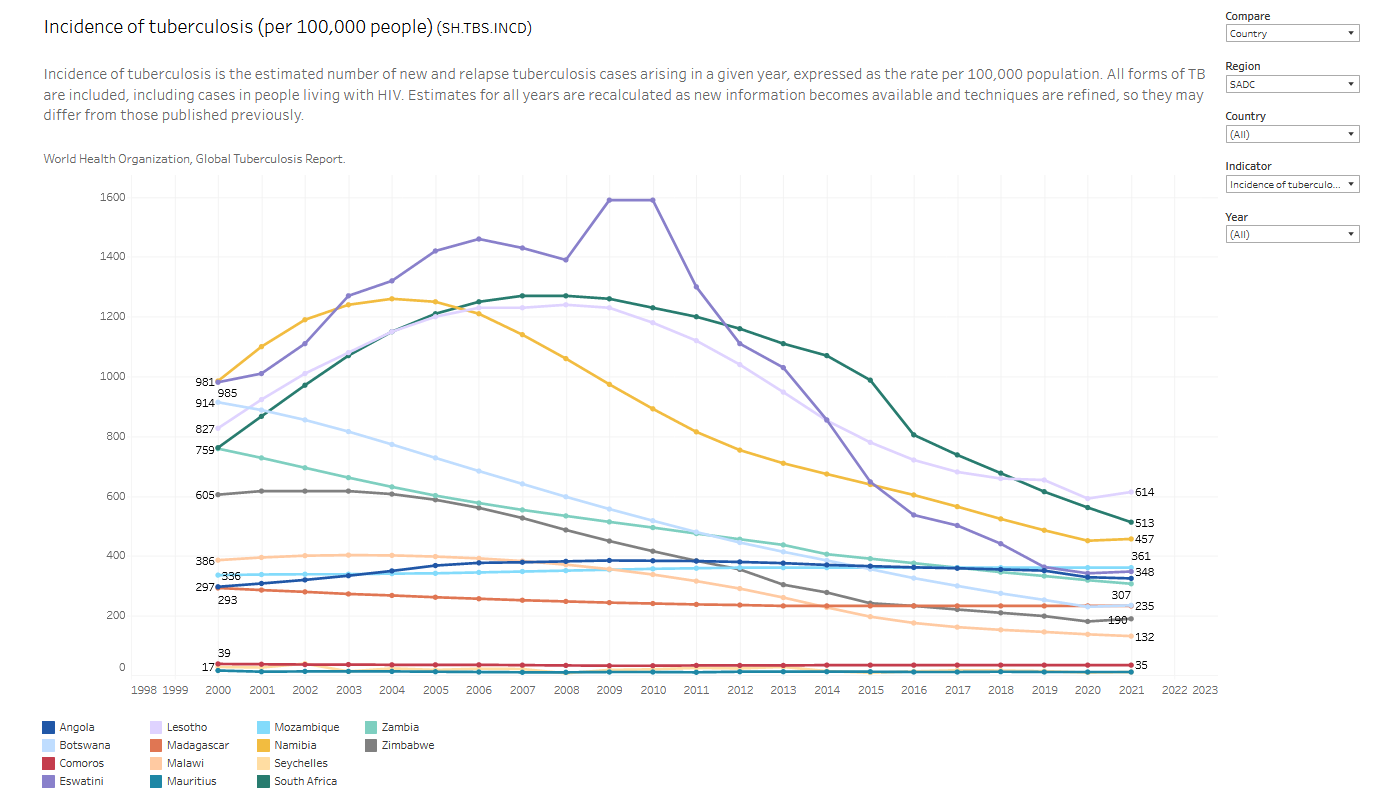 Incidence of tuberculosis (per 100,000 people) (SH.TBS.INCD)
Incidence of tuberculosis is the estimated number of new and relapse tuberculosis cases arising in a given year, expressed as the rate per 100,000 population. All forms of TB
are included, including cases in people living with HIV. Estimates for all years are recalculated as new information becomes available and techniques are refined, so they may
differ from those published previously.
World Health Organization, Global Tuberculosis Report.
Compare
Country
Region
SADC
Country
(All)
Indicator
Incidence of tuberculo...
Year
(All)
1600
1400
1200
1000
800
600
400
200
0
981
985
914
827
759
605
386
336
297
293
39
17
614
513
457
361
348
307
235
190
132
35
1998 1999 2000 2001 2002 2003 2004 2005 2006 2007 2008 2009 2010 2011 2012 2013 2014 2015 2016 2017 2018 2019 2020 2021 2022 2023
Angola Lesotho Mozambique Zambia
Botswana Madagascar Namibia Zimbabwe
Comoros Malawi Seychelles
Eswatini Mauritius South Africa